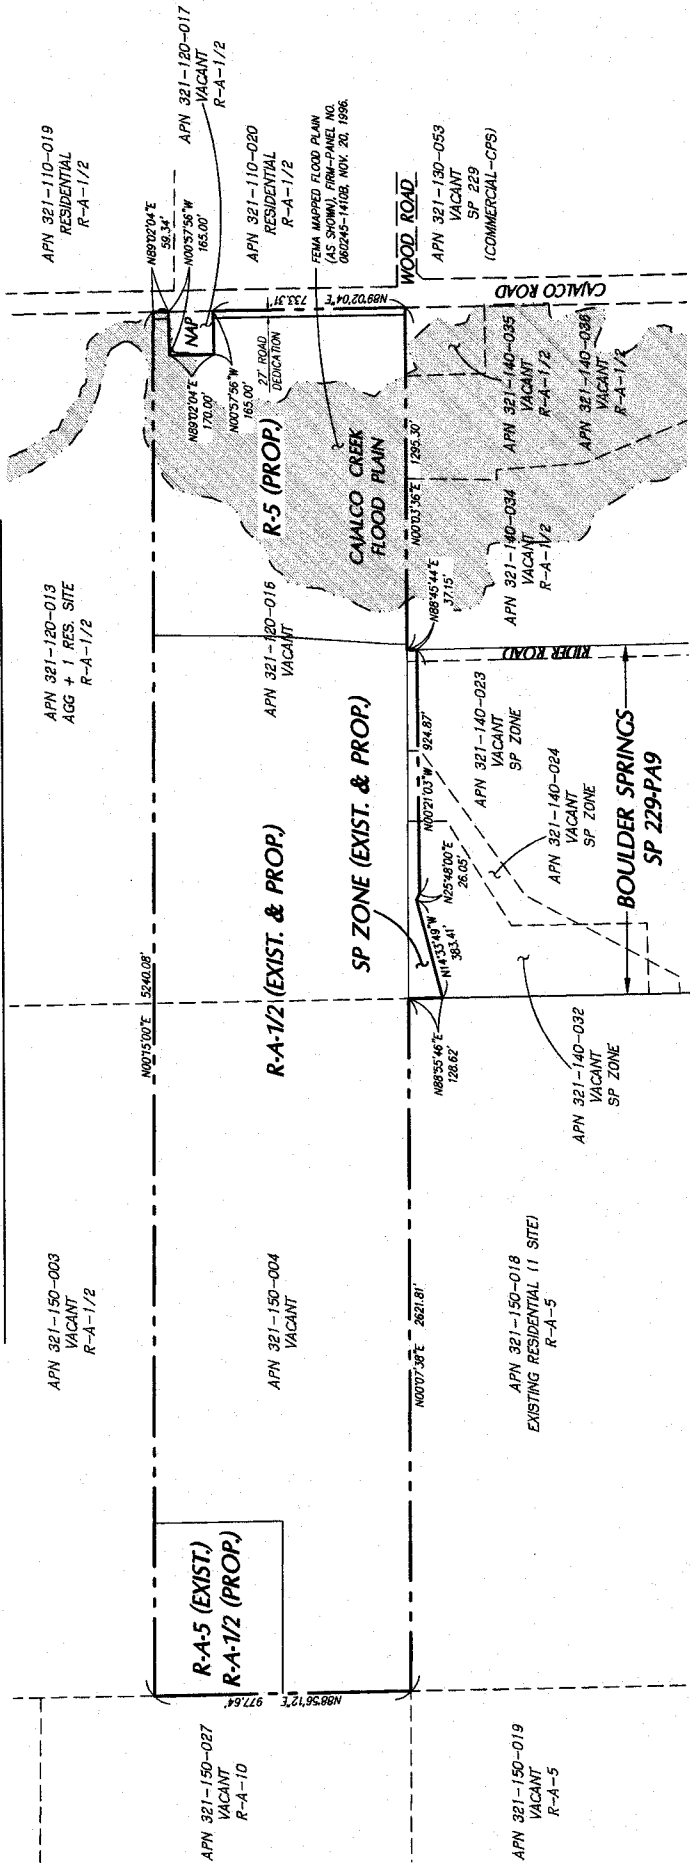 APN 321-110-019
RESIDENTIAL
R-A-1/2
APN 321-120-017
VACANT
R-A-1/2
N89°02'04"E
59.34'
N00°57'56"W
165.00'
APN 321-110-020
RESIDENTIAL
R-A-1/2
FEMA MAPPED FLOOD PLAIN
(AS SHOWN), FIRM-PANEL NO.
060245-1410B, NOV. 20, 1996.
WOOD ROAD
APN 321-130-053
VACANT
SP 229
(COMMERCIAL-CPS)
CAJALCO ROAD
NAP
N89°02'04"E
170.00'
N00°57'56"W
165.00'
27' ROAD
DEDICATION
N89°02'04"E 733.31'
R-5 (PROP.)
CAJALCO CREEK
FLOOD PLAIN
N00°03'36"E 1295.30'
APN 321-140-035
VACANT
R-A-1/2
APN 321-140-036
VACANT
R-A-1/2
APN 321-140-034
VACANT
R-A-1/2
N88°45'44"E
37.15'
APN 321-120-013
AGG + 1 RES. SITE
R-A-1/2
APN 321-120-016
VACANT
RIDER ROAD
R-A-1/2 (EXIST. & PROP.)
SP ZONE (EXIST. & PROP.)
N00°21'03"W 924.87'
N25°48'00"E
26.05'
N14°33'49"W
383.41'
APN 321-140-023
VACANT
SP ZONE
APN 321-140-024
VACANT
SP ZONE
BOULDER SPRINGS
SP 229-PA9
N00°15'00"E 5240.08'
N88°55'46"E
128.62'
APN 321-140-032
VACANT
SP ZONE
APN 321-150-003
VACANT
R-A-1/2
APN 321-150-004
VACANT
N00°07'38"E 2621.81'
APN 321-150-018
EXISTING RESIDENTIAL (1 SITE)
R-A-5
R-A-5 (EXIST.)
R-A-1/2 (PROP.)
N88°56'12"E 977.64'
APN 321-150-027
VACANT
R-A-10
APN 321-150-019
VACANT
R-A-5